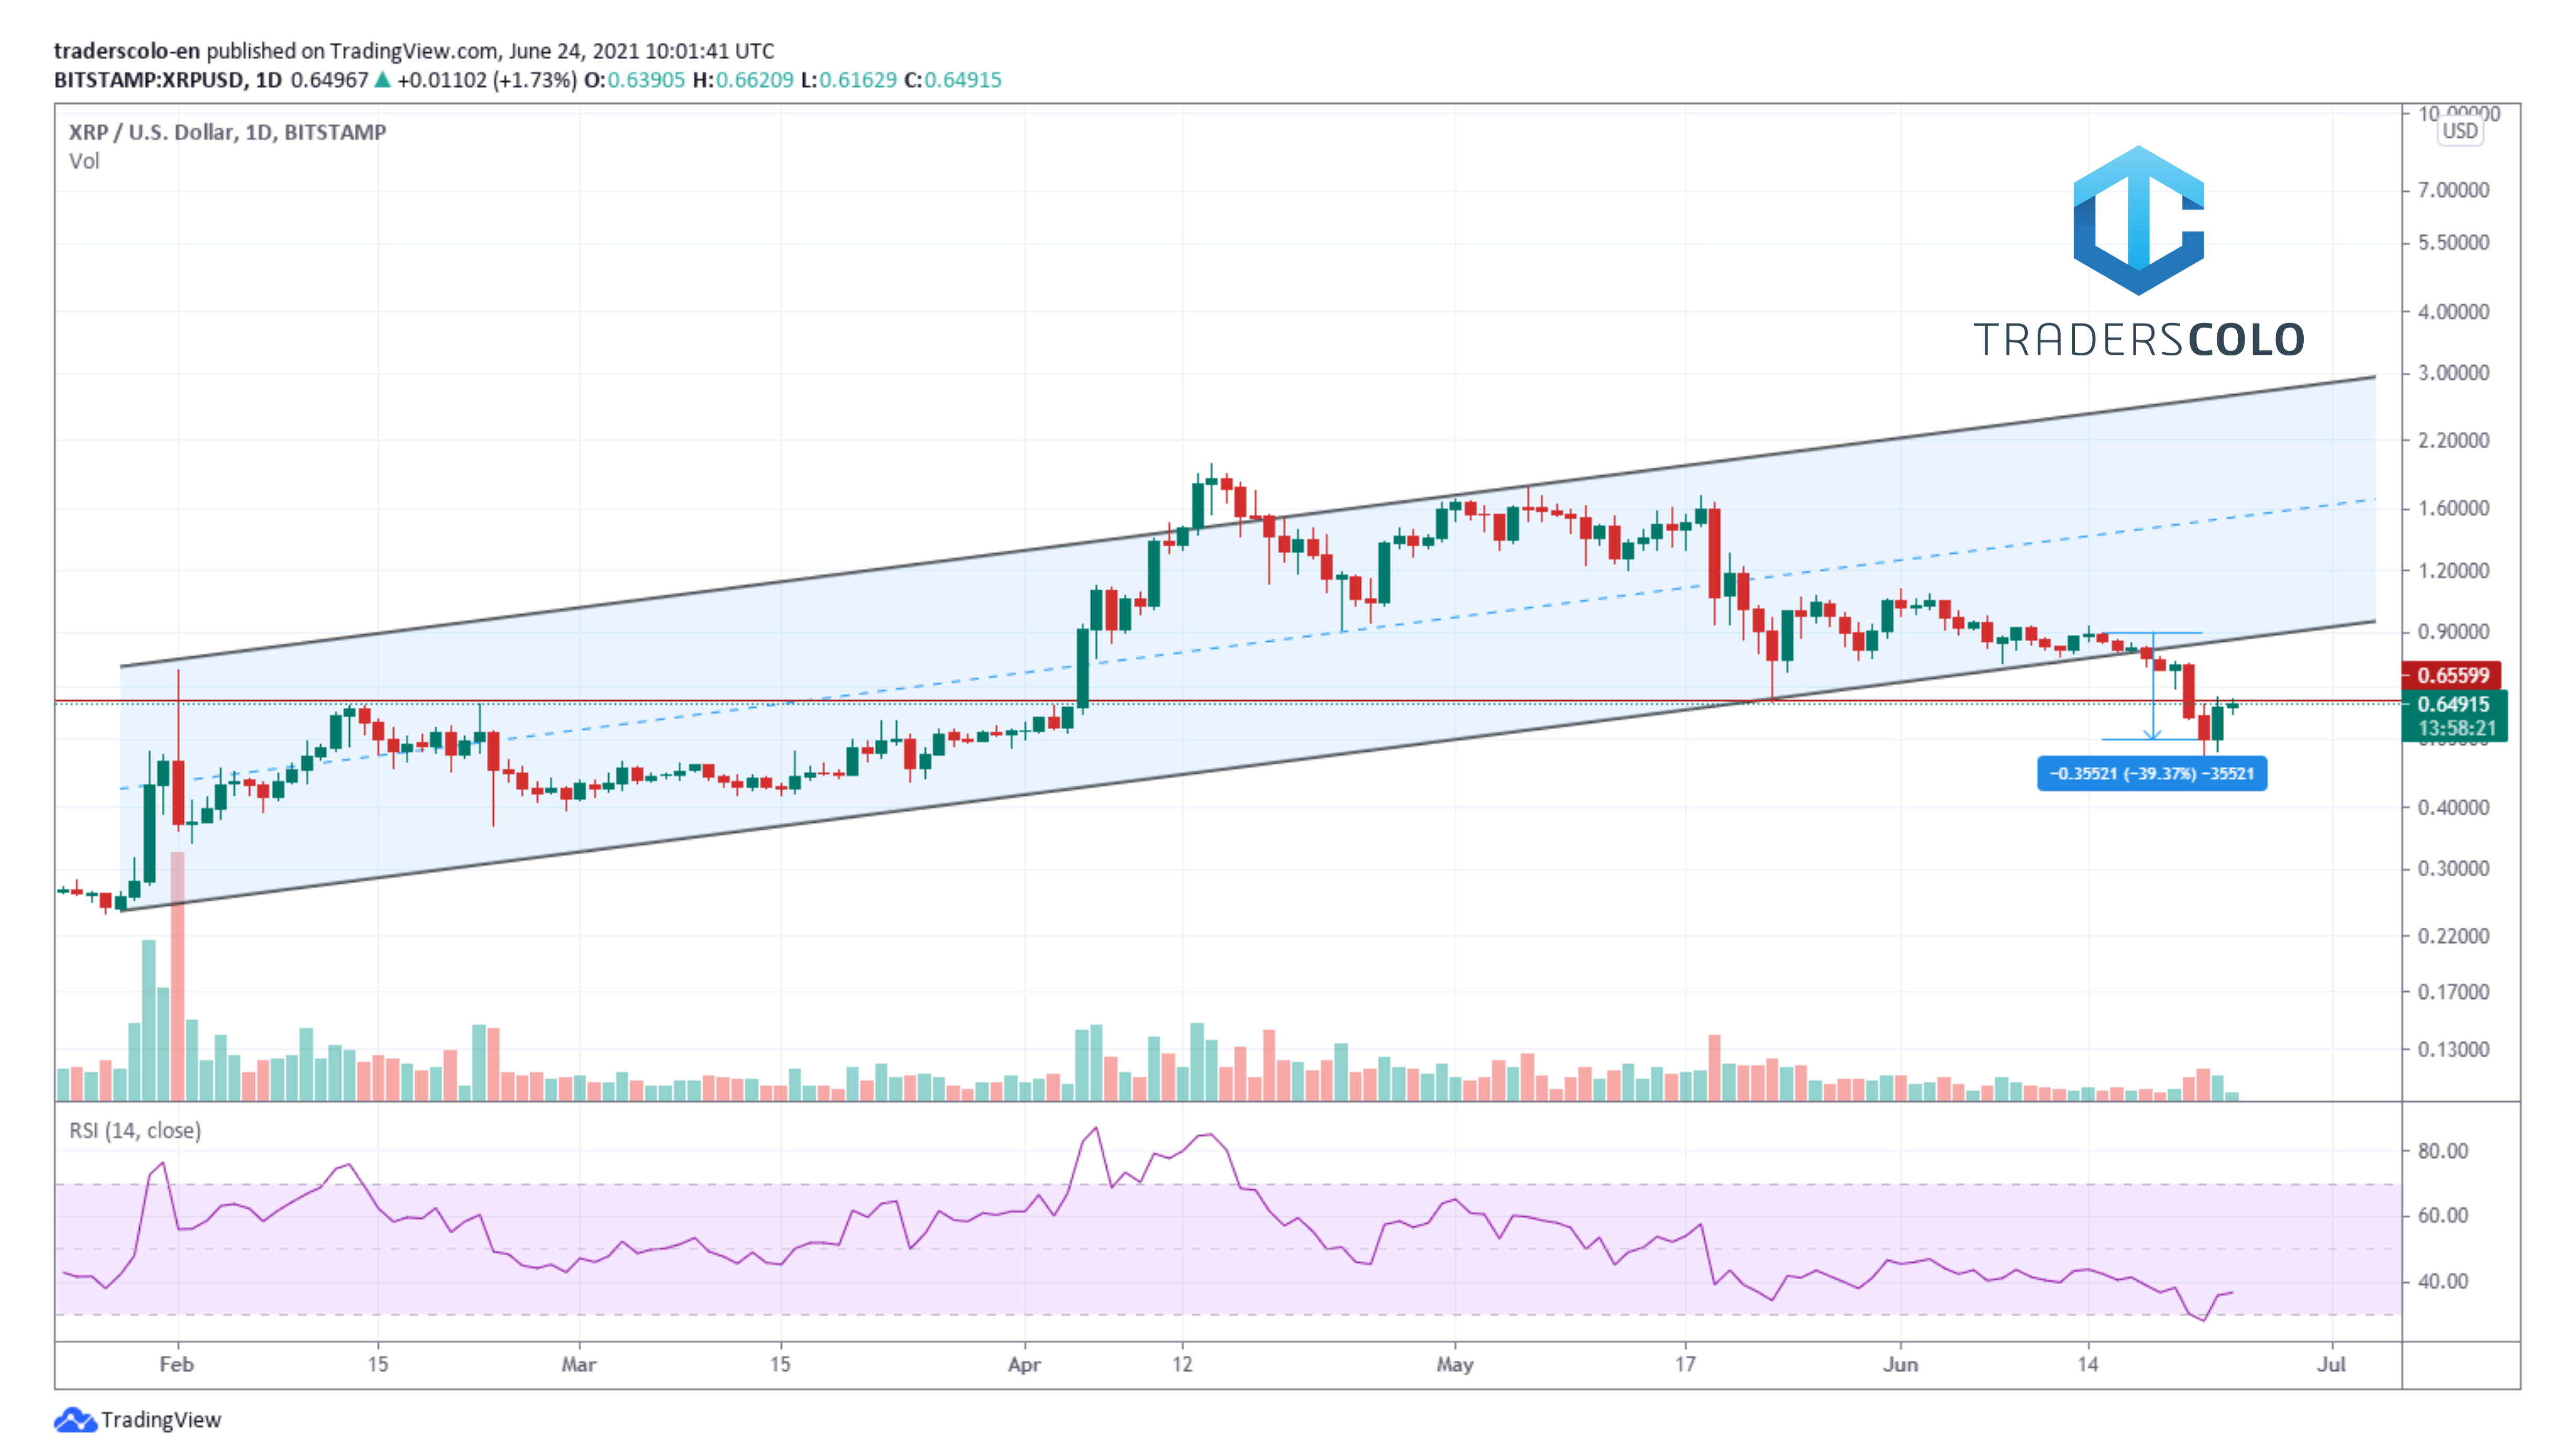 traderscolo-en published on TradingView.com, June 24, 2021 10:01:41 UTC
BITSTAMP:XRPUSD, 1D 0.64967 ▲ +0.01102 (+1.73%) O:0.63905 H:0.66209 L:0.61629 C:0.64915
XRP / U.S. Dollar, 1D, BITSTAMP
Vol
TRADERSCOLO
10.00000
USD
7.00000
5.50000
4.00000
3.00000
2.20000
1.60000
1.20000
0.90000
0.65599
0.64915
13:58:21
−0.35521 (−39.37%) −35521
0.40000
0.30000
0.22000
0.17000
0.13000
RSI (14, close)
80.00
60.00
40.00
Feb 15 Mar 15 Apr 12 May 17 Jun 14 Jul
TradingView